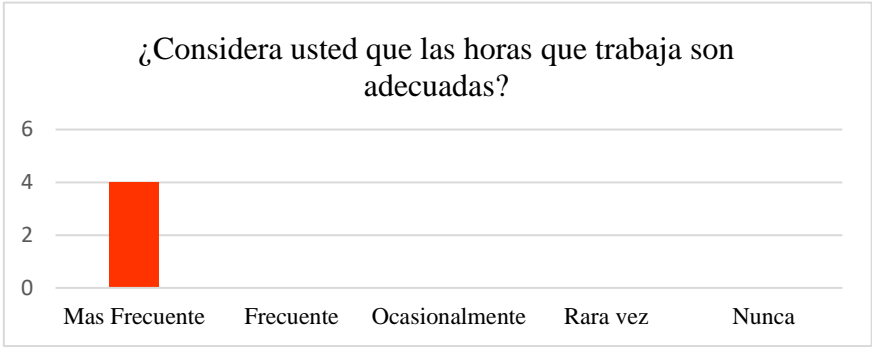 ¿Considera usted que las horas que trabaja son
adecuadas?
6
4
2
0
Mas Frecuente Frecuente Ocasionalmente Rara vez Nunca